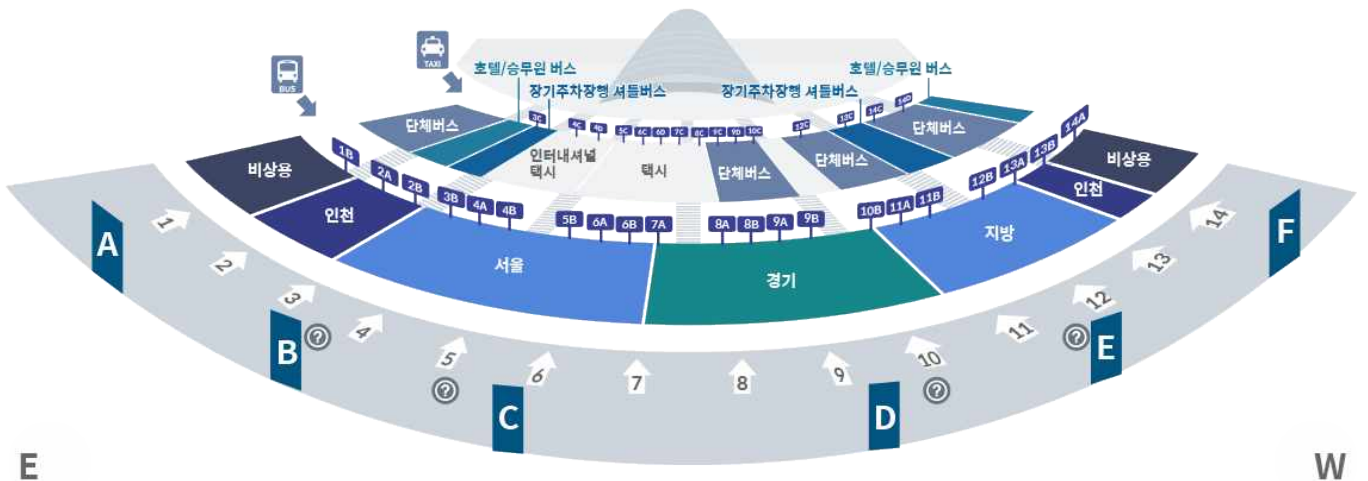 TAXI
BUS
호텔/승무원 버스
호텔/승무원 버스
장기주차장행 셔틀버스
장기주차장행 셔틀버스
3C
4C
4D
5C
6C
6D
7C
8C
9C
9D
10C
12C
13C
14C
14D
단체버스
인터내셔널
택시
택시
단체버스
단체버스
단체버스
비상용
인천
1B
2A
2B
3B
4A
4B
5B
6A
6B
7A
8A
8B
9A
9B
10B
11A
11B
12B
13A
13B
14A
비상용
인천
서울
경기
지방
1
2
3
4
5
6
7
8
9
10
11
12
13
14
?
?
?
?
A
B
C
D
E
F
E
W